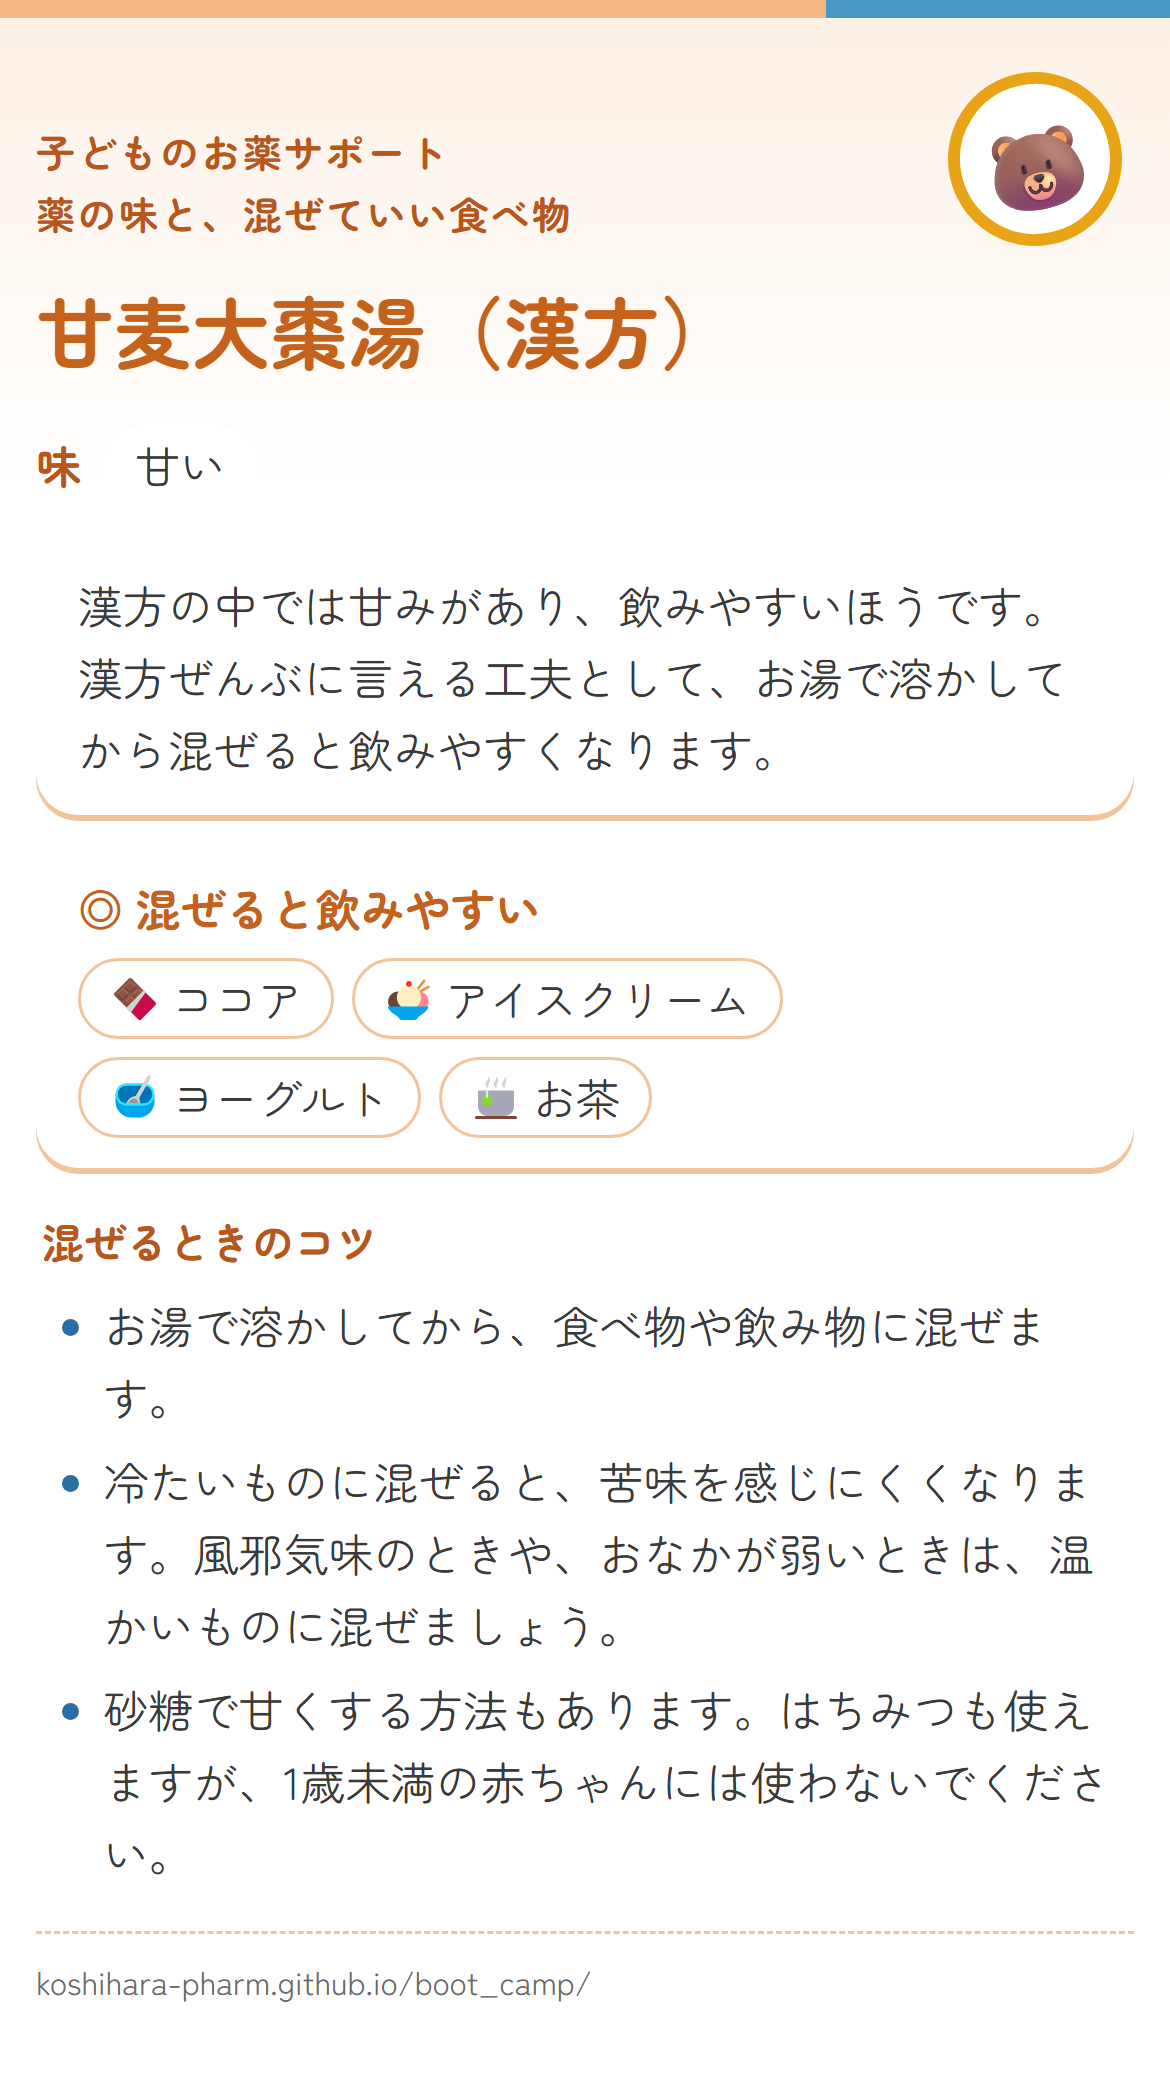 子どものお薬サポート
薬の味と、混ぜていい食べ物
甘麦大棗湯（漢方）
味 甘い
漢方の中では甘みがあり、飲みやすいほうです。
漢方ぜんぶに言える工夫として、お湯で溶かして
から混ぜると飲みやすくなります。
◎ 混ぜると飲みやすい
ココア アイスクリーム
ヨーグルト お茶
混ぜるときのコツ
お湯で溶かしてから、食べ物や飲み物に混ぜま
す。
冷たいものに混ぜると、苦味を感じにくくなりま
す。風邪気味のときや、おなかが弱いときは、温
かいものに混ぜましょう。
砂糖で甘くする方法もあります。はちみつも使え
ますが、1歳未満の赤ちゃんには使わないでくださ
い。
koshihara-pharm.github.io/boot_camp/